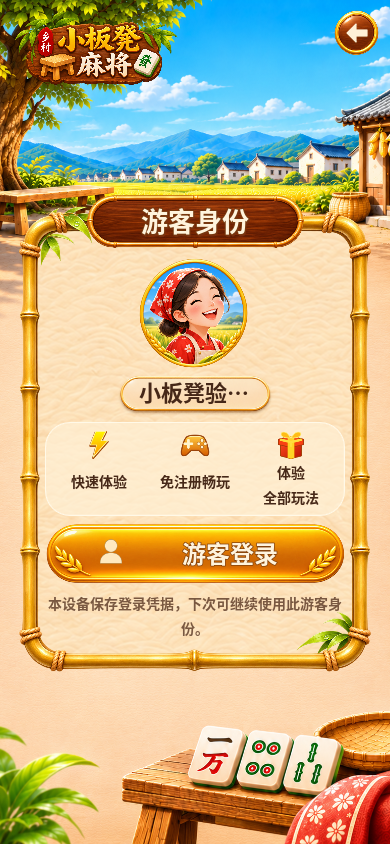 乡村
小板凳
麻将
發
游客身份
小板凳验…
快速体验
免注册畅玩
体验
全部玩法
游客登录
本设备保存登录凭据，下次可继续使用此游客身
份。
一万